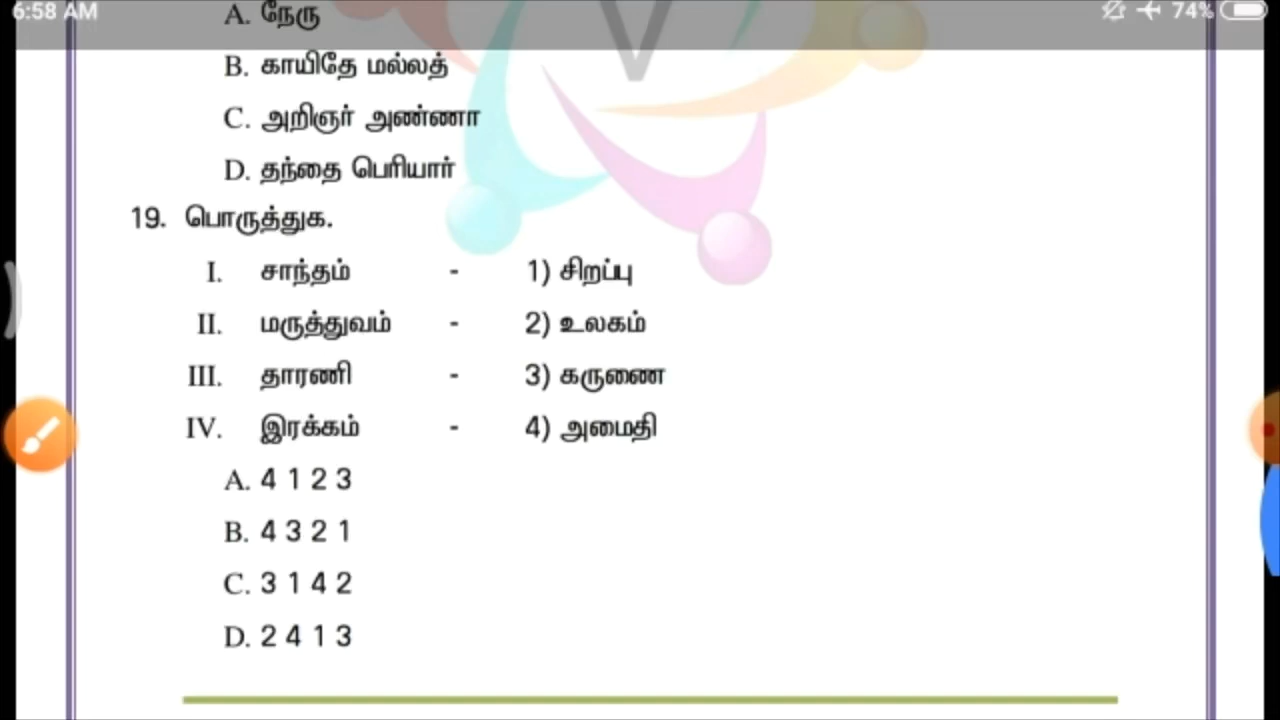 6:58 AM 74%
A. நேரு
B. காயிதே மல்லத்
C. அறிஞர் அண்ணா
D. தந்தை பெரியார்
19. பொருத்துக.
I. சாந்தம் - 1) சிறப்பு
II. மருத்துவம் - 2) உலகம்
III. தாரணி - 3) கருணை
IV. இரக்கம் - 4) அமைதி
A. 4 1 2 3
B. 4 3 2 1
C. 3 1 4 2
D. 2 4 1 3